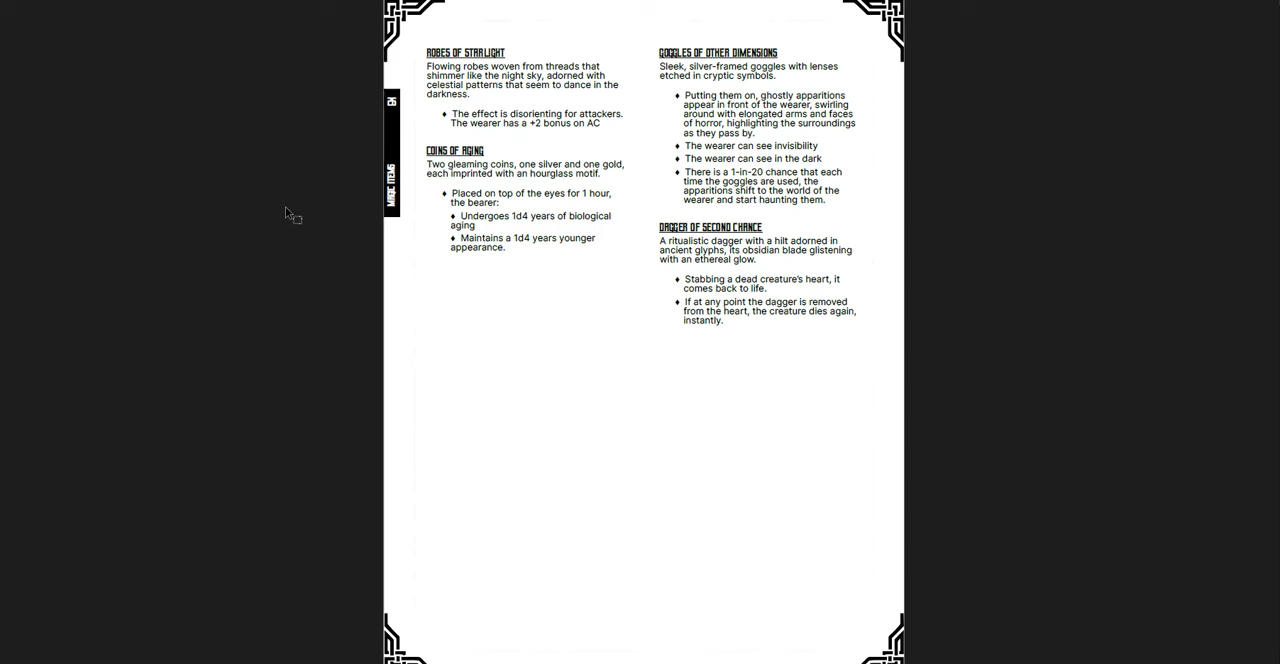 ROBES OF STARLIGHT
Flowing robes woven from threads that
shimmer like the night sky, adorned with
celestial patterns that seem to dance in the
darkness.
♦ The effect is disorienting for attackers.
The wearer has a +2 bonus on AC
COINS OF AGING
Two gleaming coins, one silver and one gold,
each imprinted with an hourglass motif.
♦ Placed on top of the eyes for 1 hour,
the bearer:
♦ Undergoes 1d4 years of biological
aging
♦ Maintains a 1d4 years younger
appearance.
GOGGLES OF OTHER DIMENSIONS
Sleek, silver-framed goggles with lenses
etched in cryptic symbols.
♦ Putting them on, ghostly apparitions
appear in front of the wearer, swirling
around with elongated arms and faces
of horror, highlighting the surroundings
as they pass by.
♦ The wearer can see invisibility
♦ The wearer can see in the dark
♦ There is a 1-in-20 chance that each
time the goggles are used, the
apparitions shift to the world of the
wearer and start haunting them.
DAGGER OF SECOND CHANCE
A ritualistic dagger with a hilt adorned in
ancient glyphs, its obsidian blade glistening
with an ethereal glow.
♦ Stabbing a dead creature's heart, it
comes back to life.
♦ If at any point the dagger is removed
from the heart, the creature dies again,
instantly.
MAGIC ITEMS